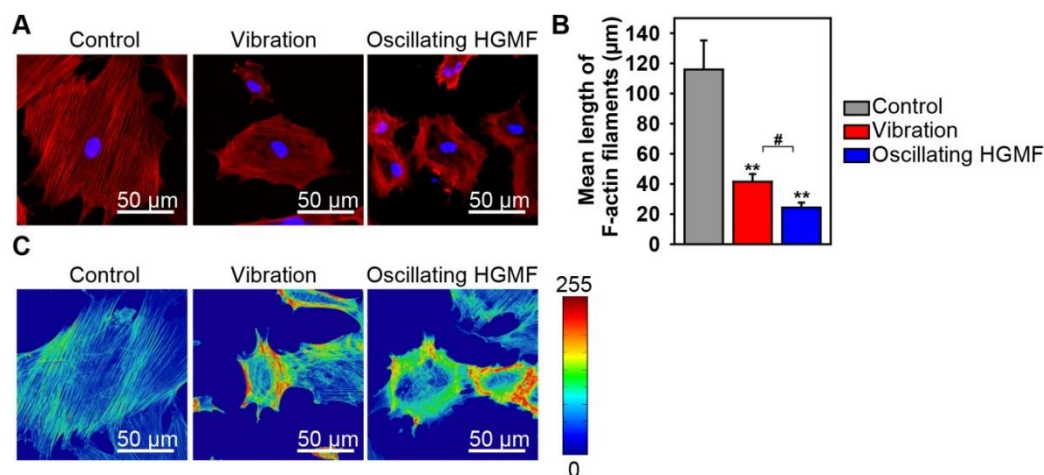 A
Control
Vibration
Oscillating HGMF
50 µm
50 µm
50 µm
B
Mean length of
F-actin filaments (µm)
140
120
100
80
60
40
20
0
**
#
**
Control
Vibration
Oscillating HGMF
C
Control
Vibration
Oscillating HGMF
50 µm
50 µm
50 µm
255
0